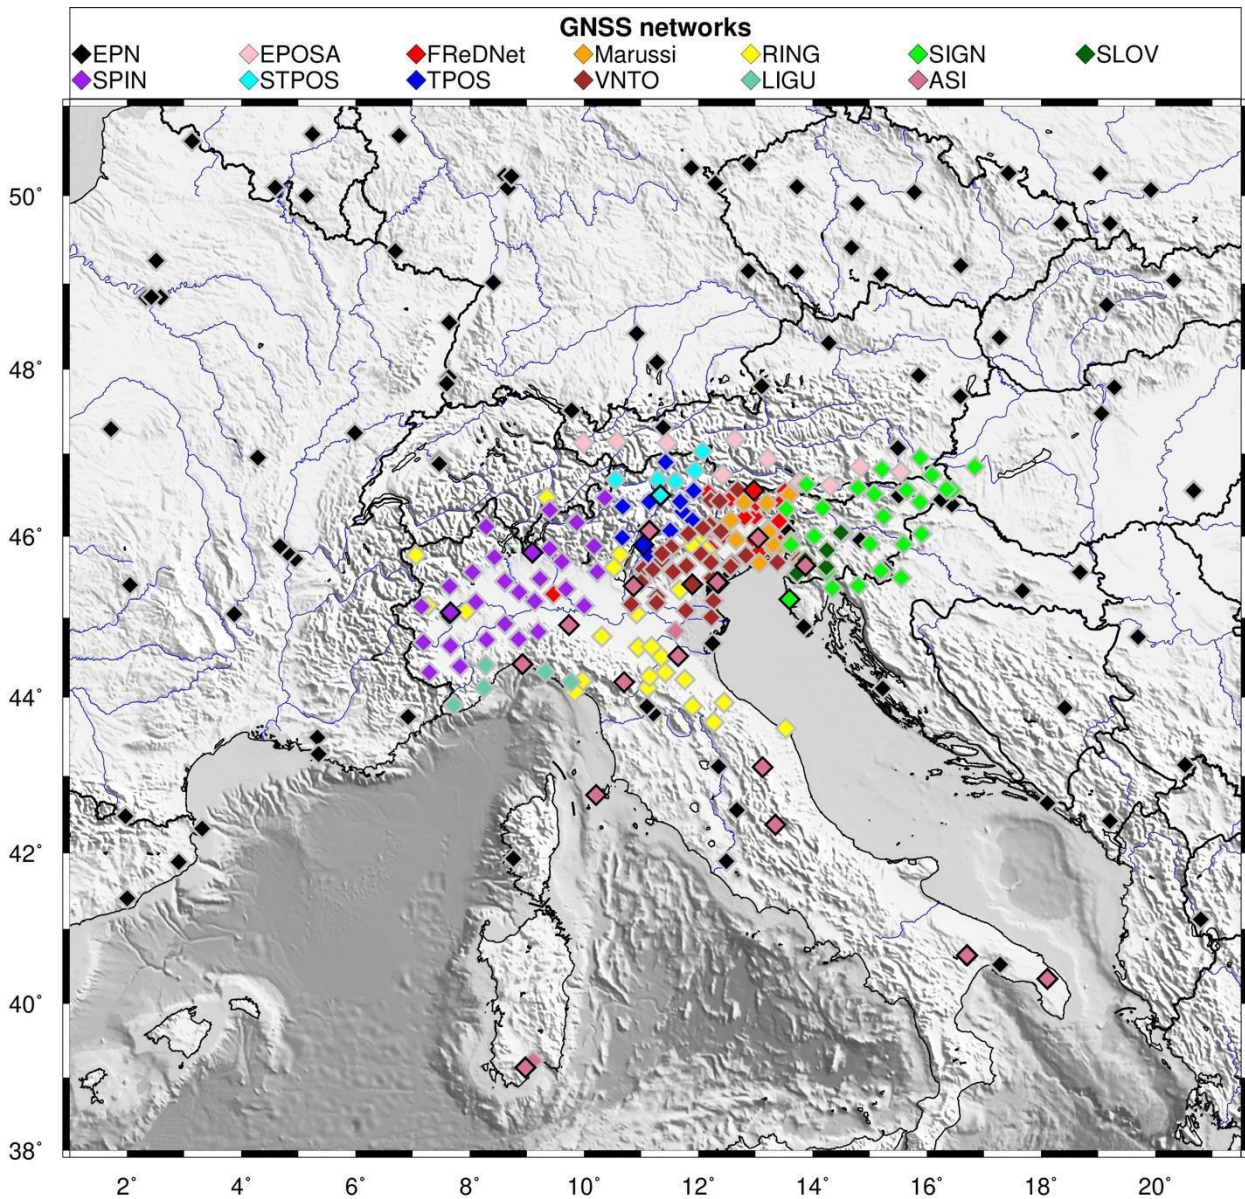 GNSS networks
EPN EPOSA FReDNet Marussi RING SIGN SLOV
SPIN STPOS TPOS VNTO LIGU ASI
50°
48°
46°
44°
42°
40°
38°
2° 4° 6° 8° 10° 12° 14° 16° 18° 20°